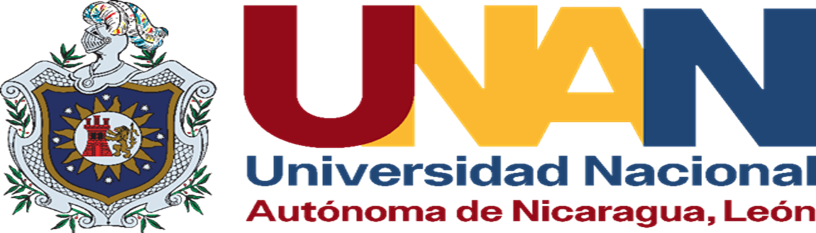 UNAN
Universidad Nacional
Autónoma de Nicaragua, León